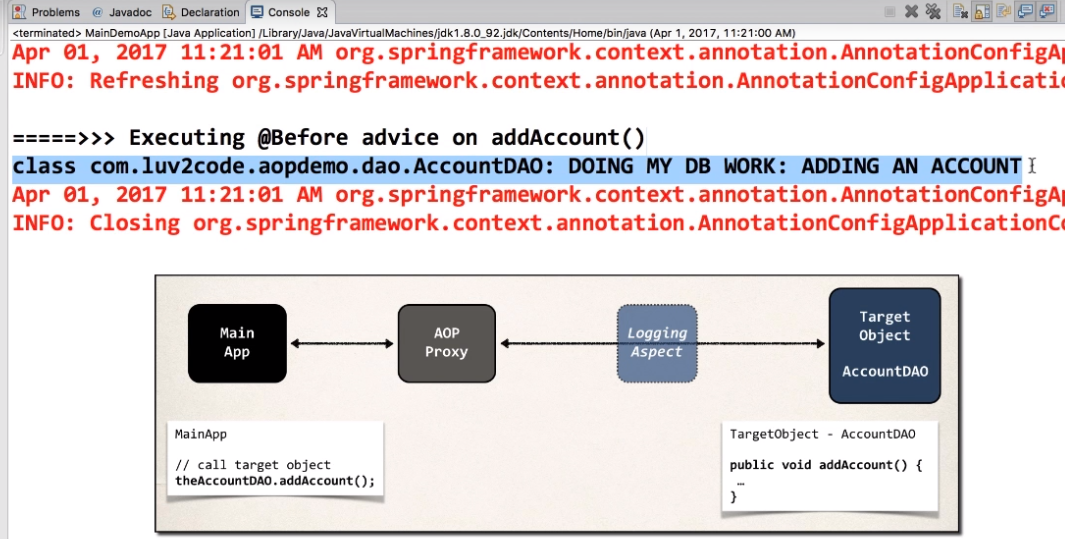 Problems @ Javadoc Declaration Console
<terminated> MainDemoApp [Java Application] /Library/Java/JavaVirtualMachines/jdk1.8.0_92.jdk/Contents/Home/bin/java (Apr 1, 2017, 11:21:00 AM)
Apr 01, 2017 11:21:01 AM org.springframework.context.annotation.AnnotationConfigAp
INFO: Refreshing org.springframework.context.annotation.AnnotationConfigApplicatio
=====>>> Executing @Before advice on addAccount()
class com.luv2code.aopdemo.dao.AccountDAO: DOING MY DB WORK: ADDING AN ACCOUNT
Apr 01, 2017 11:21:01 AM org.springframework.context.annotation.AnnotationConfigAp
INFO: Closing org.springframework.context.annotation.AnnotationConfigApplicationCo
Main
App
AOP
Proxy
Logging
Aspect
Target
Object
AccountDAO
MainApp
// call target object
theAccountDAO.addAccount();
TargetObject - AccountDAO
public void addAccount() {
…
}